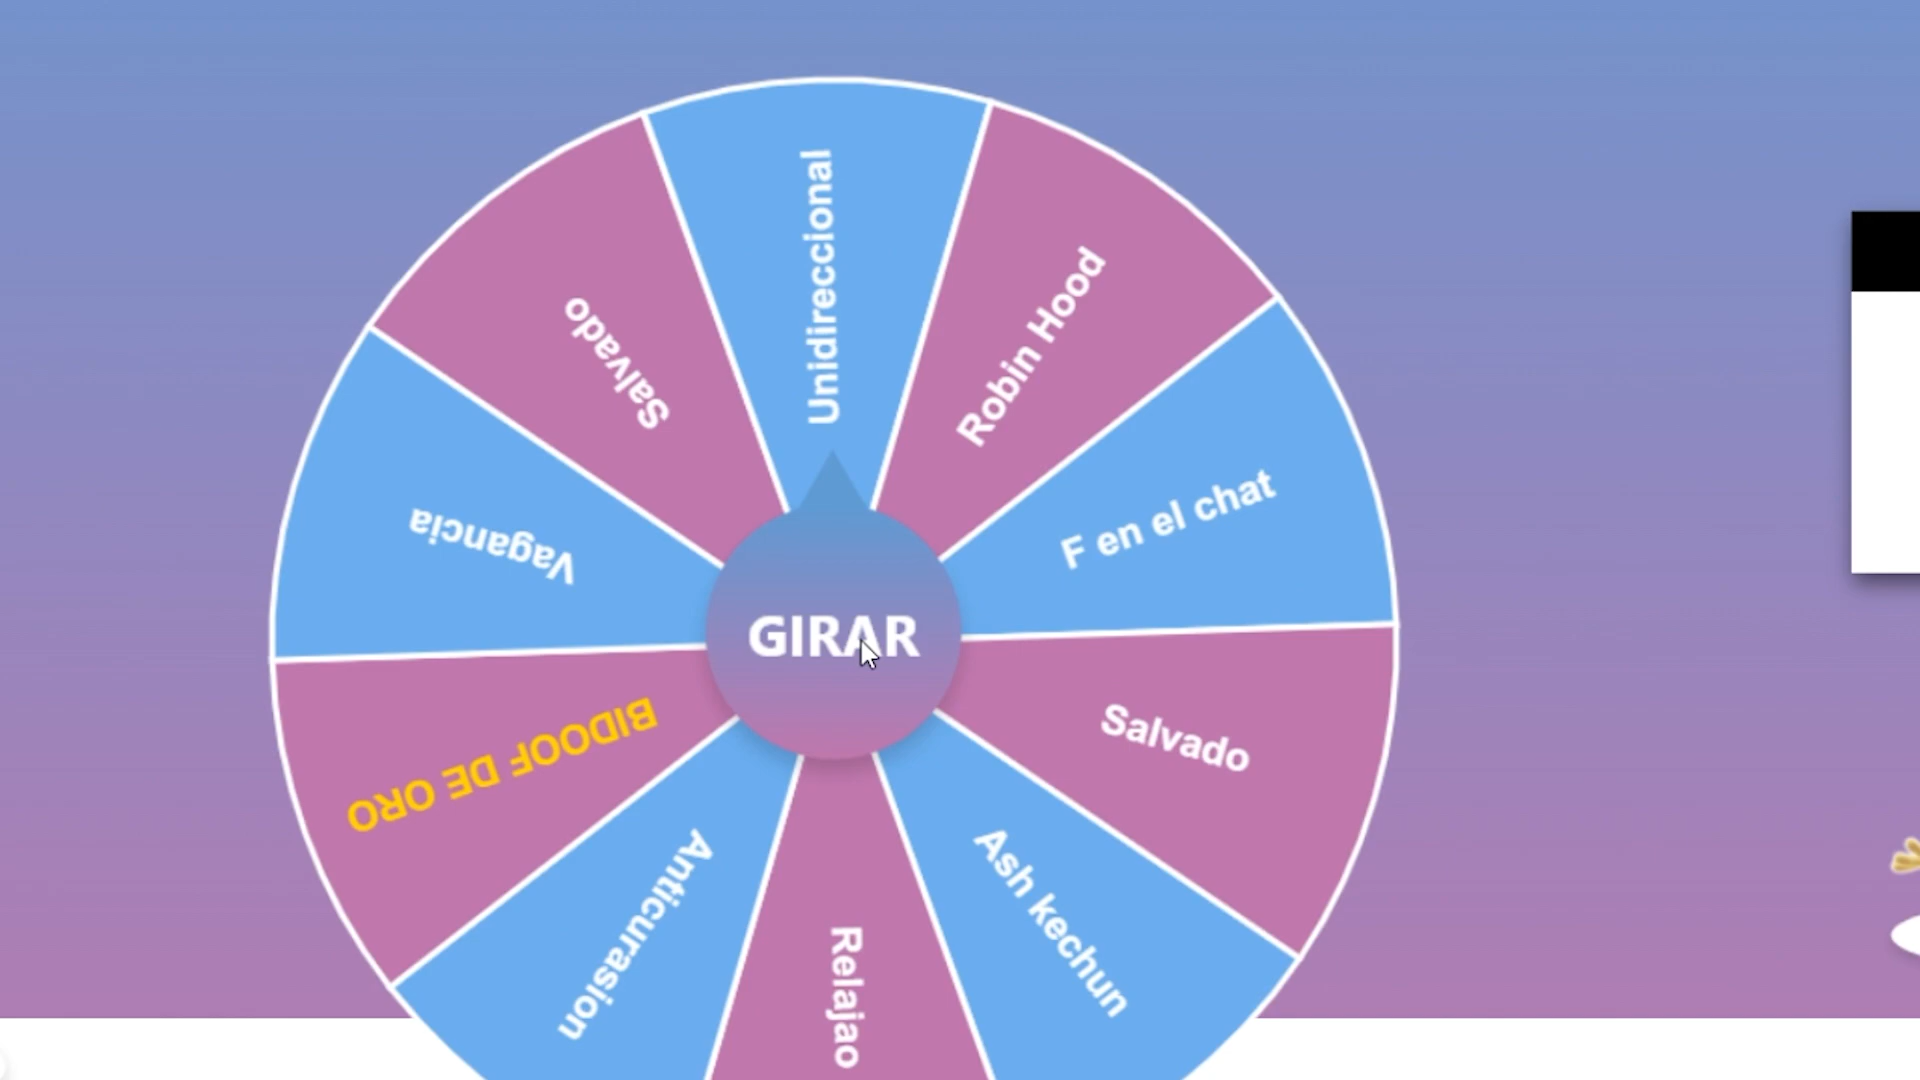 Unidireccional
Robin Hood
F en el chat
Salvado
Ash kechun
Relajao
Anticurasion
BIDOOF DE ORO
Vagancia
Salvado
GIRAR